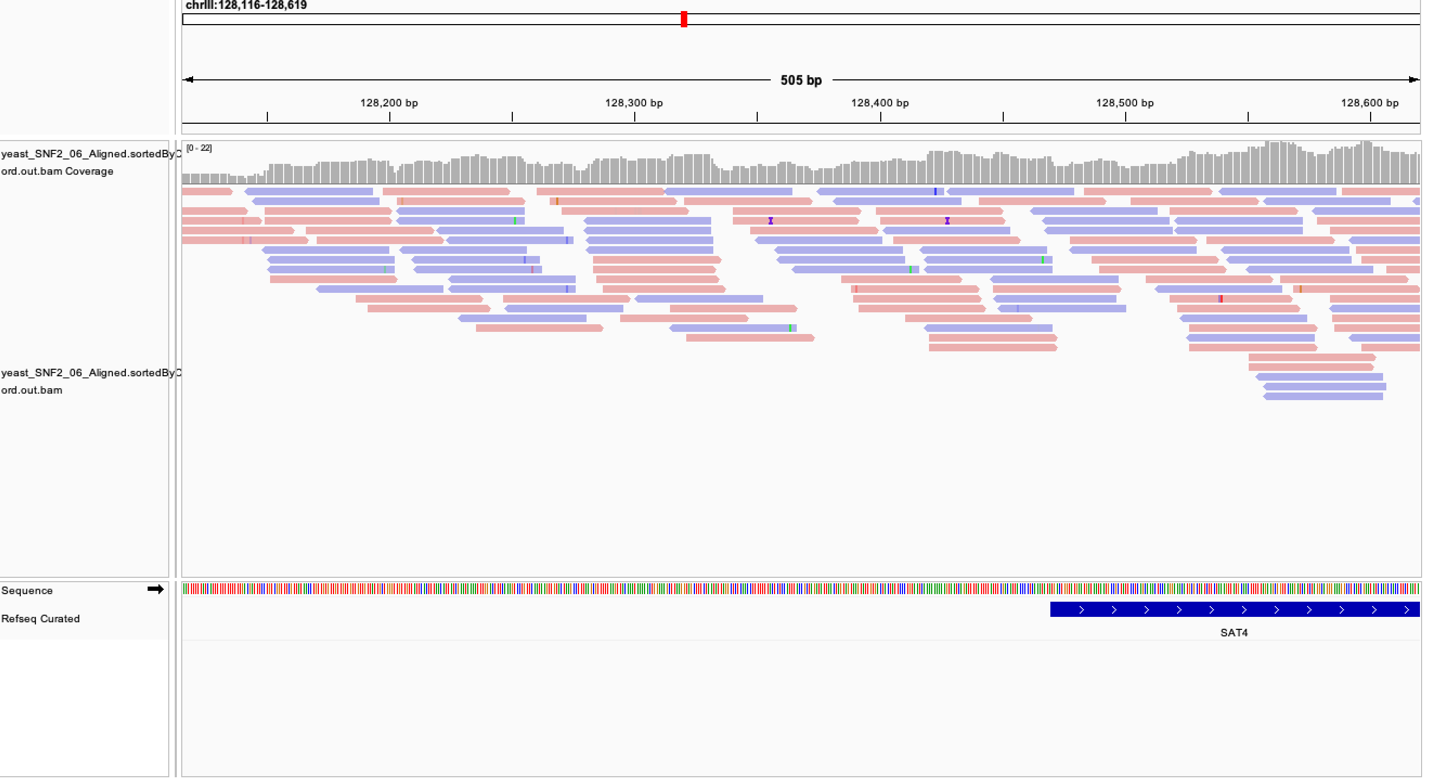 chrIII:128,116-128,619
505 bp
128,200 bp 128,300 bp 128,400 bp 128,500 bp 128,600 bp
yeast_SNF2_06_Aligned.sortedByC
ord.out.bam Coverage
[0 - 22]
yeast_SNF2_06_Aligned.sortedByC
ord.out.bam
Sequence
Refseq Curated
SAT4